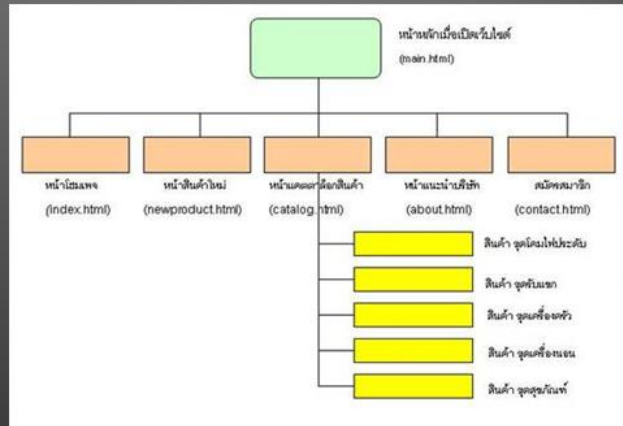 หน้าหลักเมื่อเปิดเว็บไซต์
(main.html)
หน้าโฮมเพจ
(index.html)
หน้าสินค้าใหม่
(newproduct.html)
หน้าแคตตาล็อกสินค้า
(catalog.html)
หน้าแนะนำบริษัท
(about.html)
สมัครสมาชิก
(contact.html)
สินค้า ชุดโคมไฟประดับ
สินค้า ชุดรับแขก
สินค้า ชุดเครื่องครัว
สินค้า ชุดเครื่องนอน
สินค้า ชุดสุขภัณฑ์